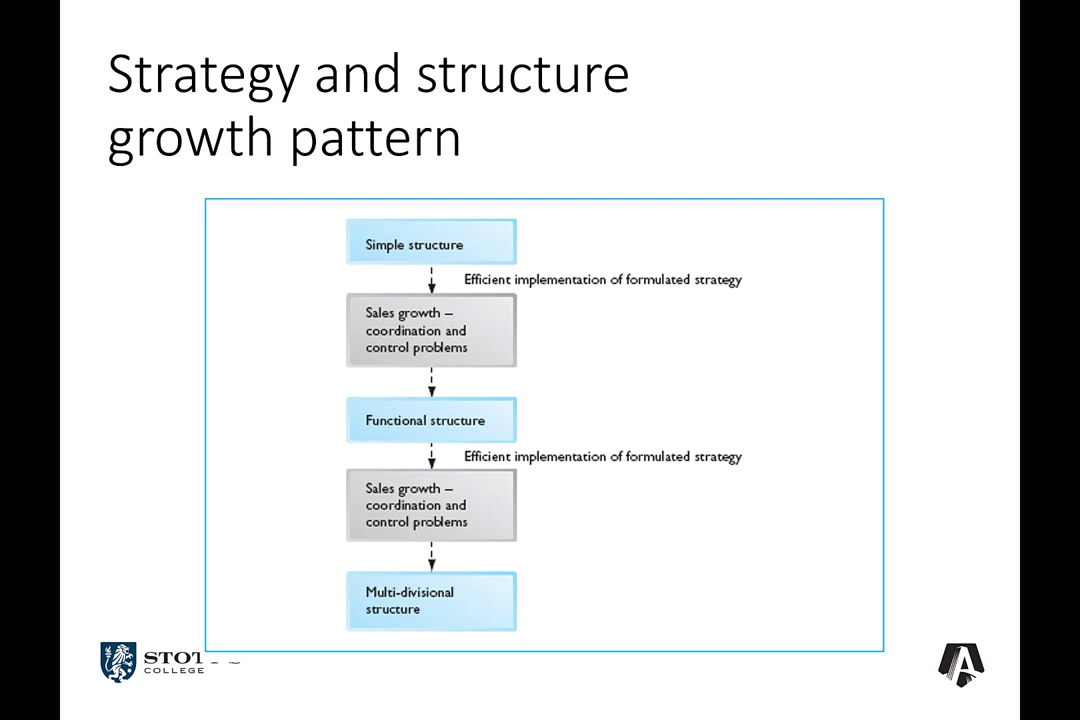 Strategy and structure
growth pattern
Simple structure
Efficient implementation of formulated strategy
Sales growth –
coordination and
control problems
Functional structure
Efficient implementation of formulated strategy
Sales growth –
coordination and
control problems
Multi-divisional
structure
COLLEGE
A